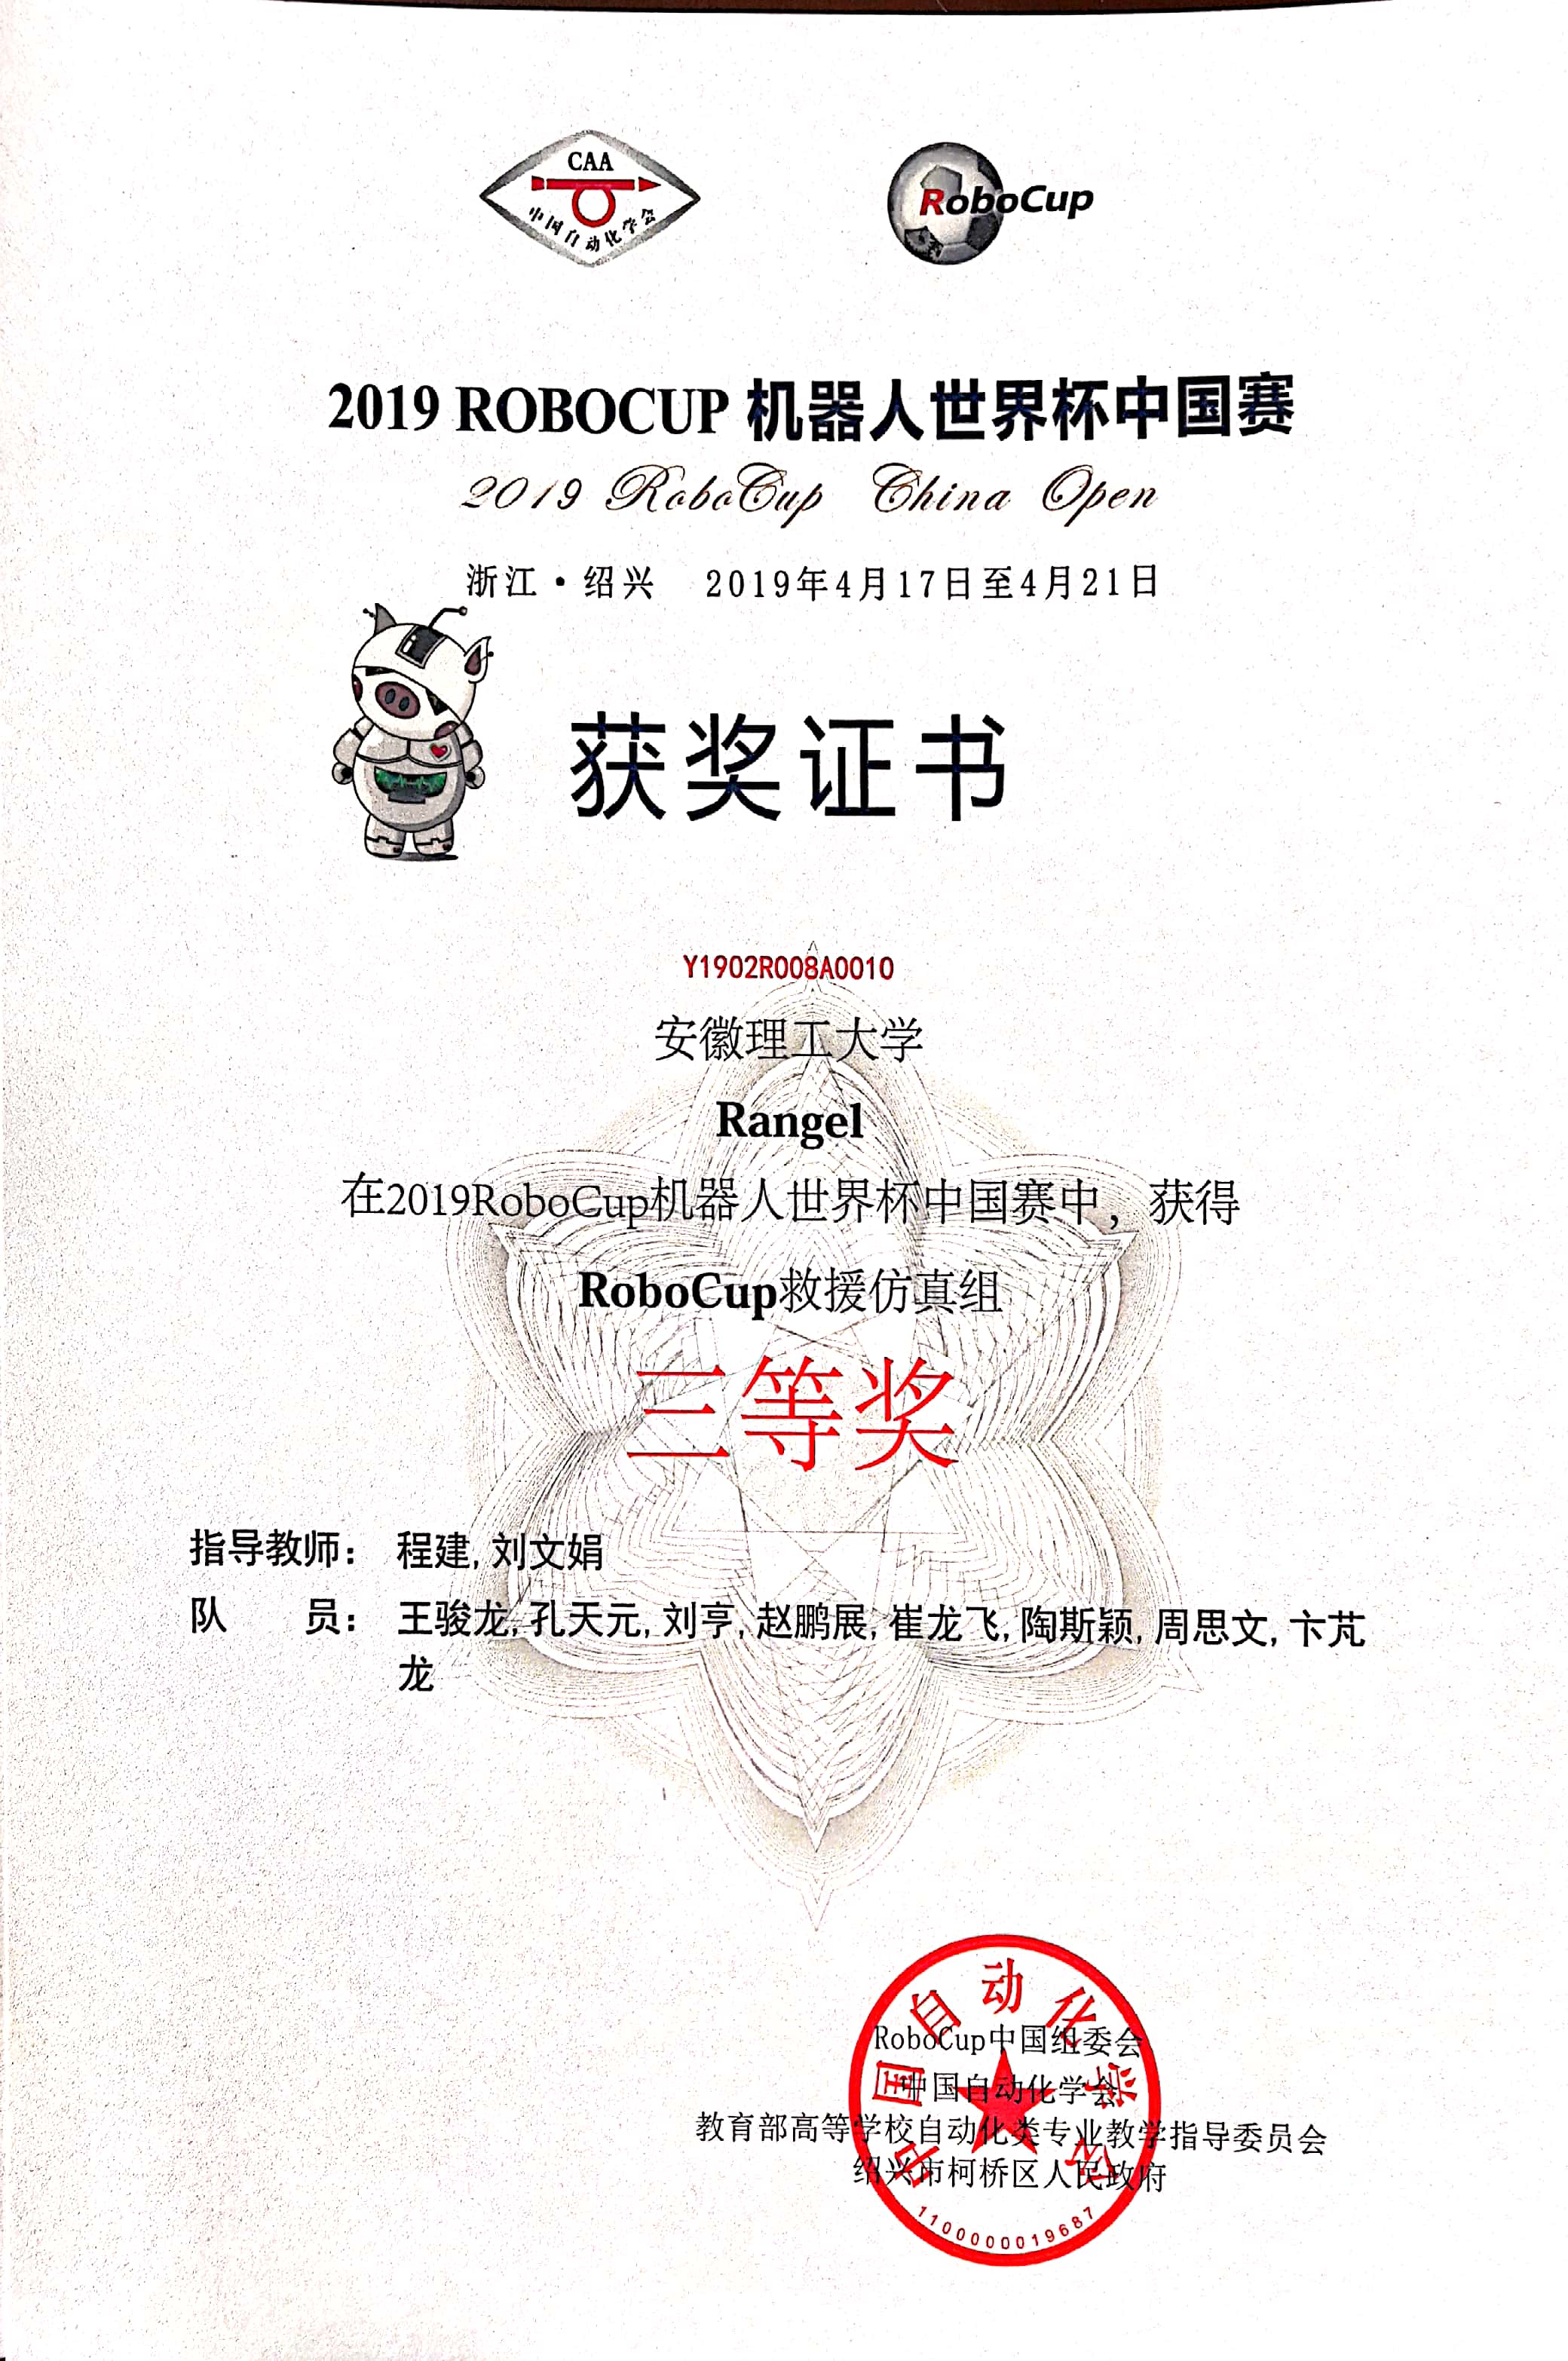 CAA
中国自动化学会
RoboCup
2019 ROBOCUP 机器人世界杯中国赛
2019 RoboCup China Open
浙江·绍兴 2019年4月17日至4月21日
获奖证书
Y1902R008A0010
安徽理工大学
Rangel
在2019RoboCup机器人世界杯中国赛中，获得
RoboCup救援仿真组
三等奖
指导教师： 程建, 刘文娟
队 员： 王骏龙, 孔天元, 刘亨, 赵鹏展, 崔龙飞, 陶斯颖, 周思文, 卞芃
龙
RoboCup中国组委会
中国自动化学会
教育部高等学校自动化类专业教学指导委员会
绍兴市柯桥区人民政府
中国自动化学会
1100000019687